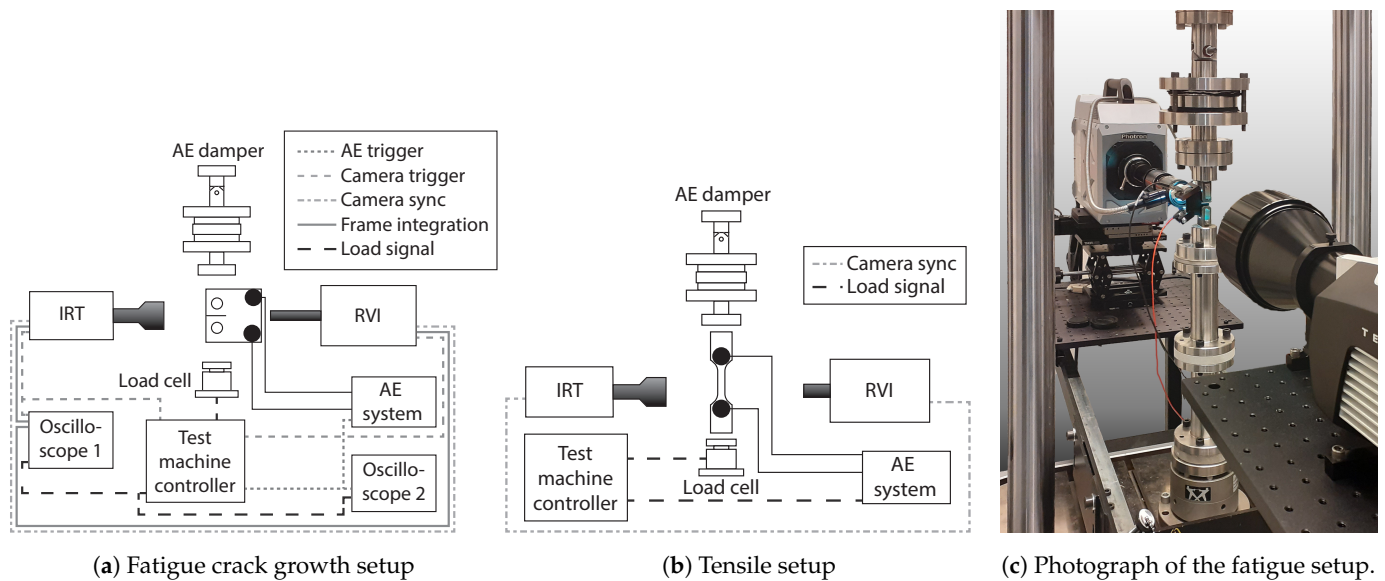 AE damper
AE trigger
Camera trigger
Camera sync
Frame integration
Load signal
IRT
RVI
Load cell
AE
system
Oscillo-
scope 1
Test
machine
controller
Oscillo-
scope 2
(a) Fatigue crack growth setup
AE damper
Camera sync
Load signal
IRT
RVI
Test
machine
controller
Load cell
AE
system
(b) Tensile setup
Photron
T E
(c) Photograph of the fatigue setup.